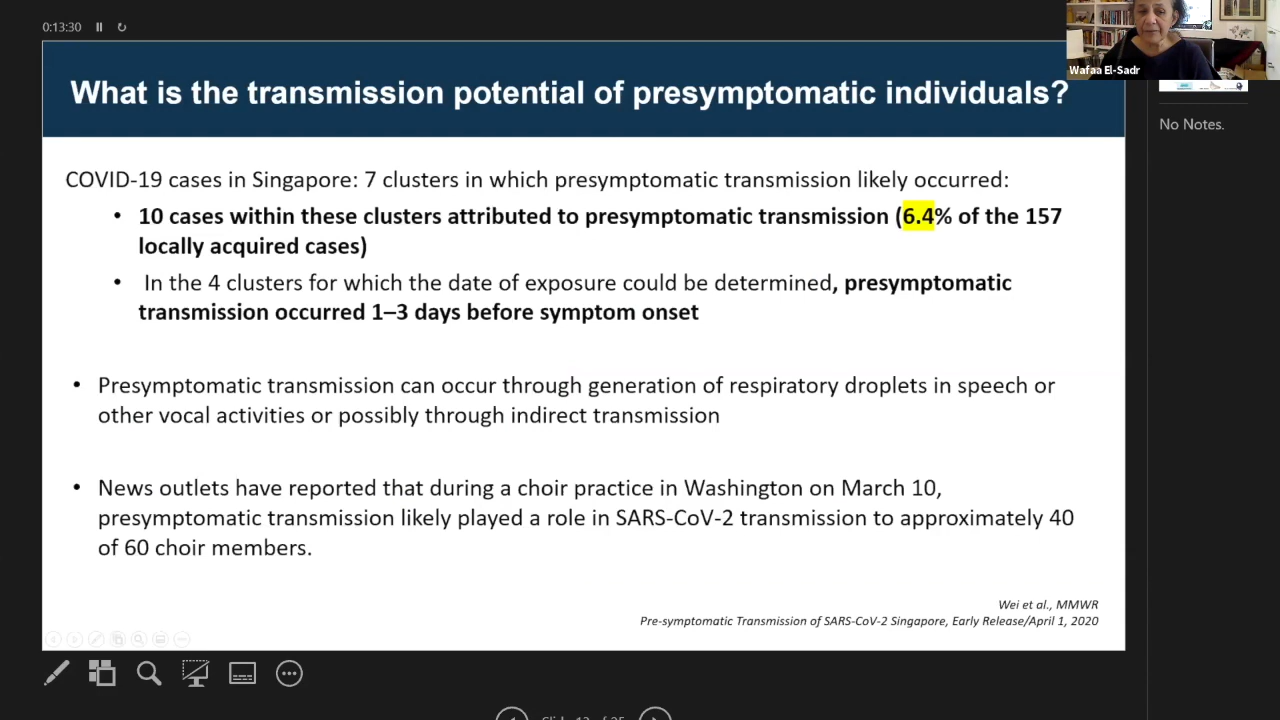 0:13:30
Wafaa El-Sadr
What is the transmission potential of presymptomatic individuals?
No Notes.
COVID-19 cases in Singapore: 7 clusters in which presymptomatic transmission likely occurred:
• 10 cases within these clusters attributed to presymptomatic transmission (6.4% of the 157
locally acquired cases)
• In the 4 clusters for which the date of exposure could be determined, presymptomatic
transmission occurred 1–3 days before symptom onset
• Presymptomatic transmission can occur through generation of respiratory droplets in speech or
other vocal activities or possibly through indirect transmission
• News outlets have reported that during a choir practice in Washington on March 10,
presymptomatic transmission likely played a role in SARS-CoV-2 transmission to approximately 40
of 60 choir members.
Wei et al., MMWR
Pre-symptomatic Transmission of SARS-CoV-2 Singapore, Early Release/April 1, 2020
Slide 13 of 25